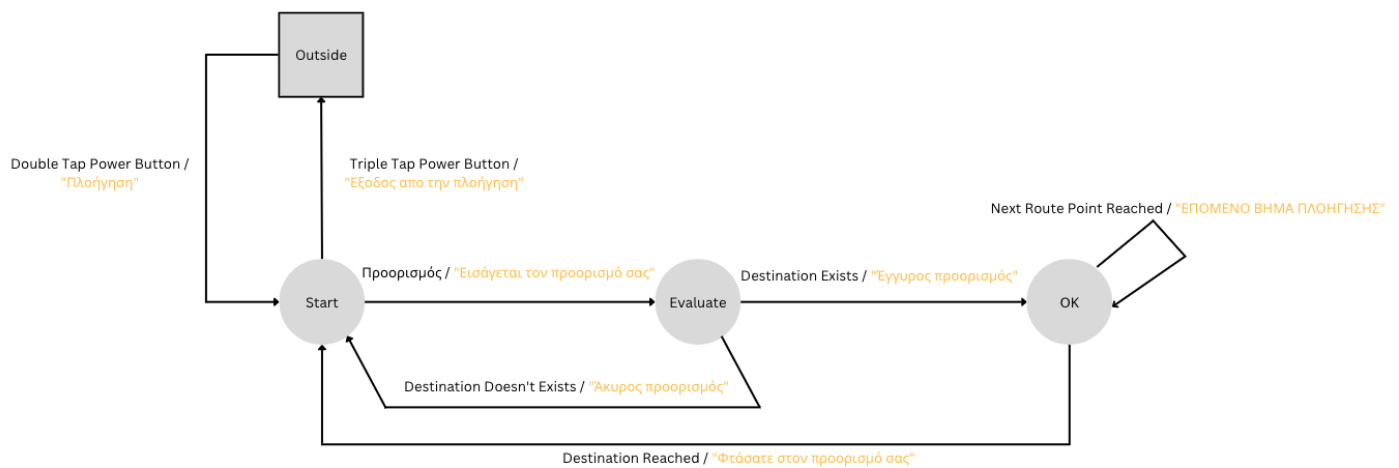 Outside
Double Tap Power Button /
"Πλοήγηση"
Triple Tap Power Button /
"Εξοδος απο την πλοήγηση"
Next Route Point Reached / "ΕΠΟΜΕΝΟ ΒΗΜΑ ΠΛΟΗΓΗΣΗΣ"
Προορισμός / "Εισάγεται τον προορισμό σας"
Destination Exists / "Έγγυρος προορισμός"
Start
Evaluate
OK
Destination Doesn't Exists / "Άκυρος προορισμός"
Destination Reached / "Φτάσατε στον προορισμό σας"